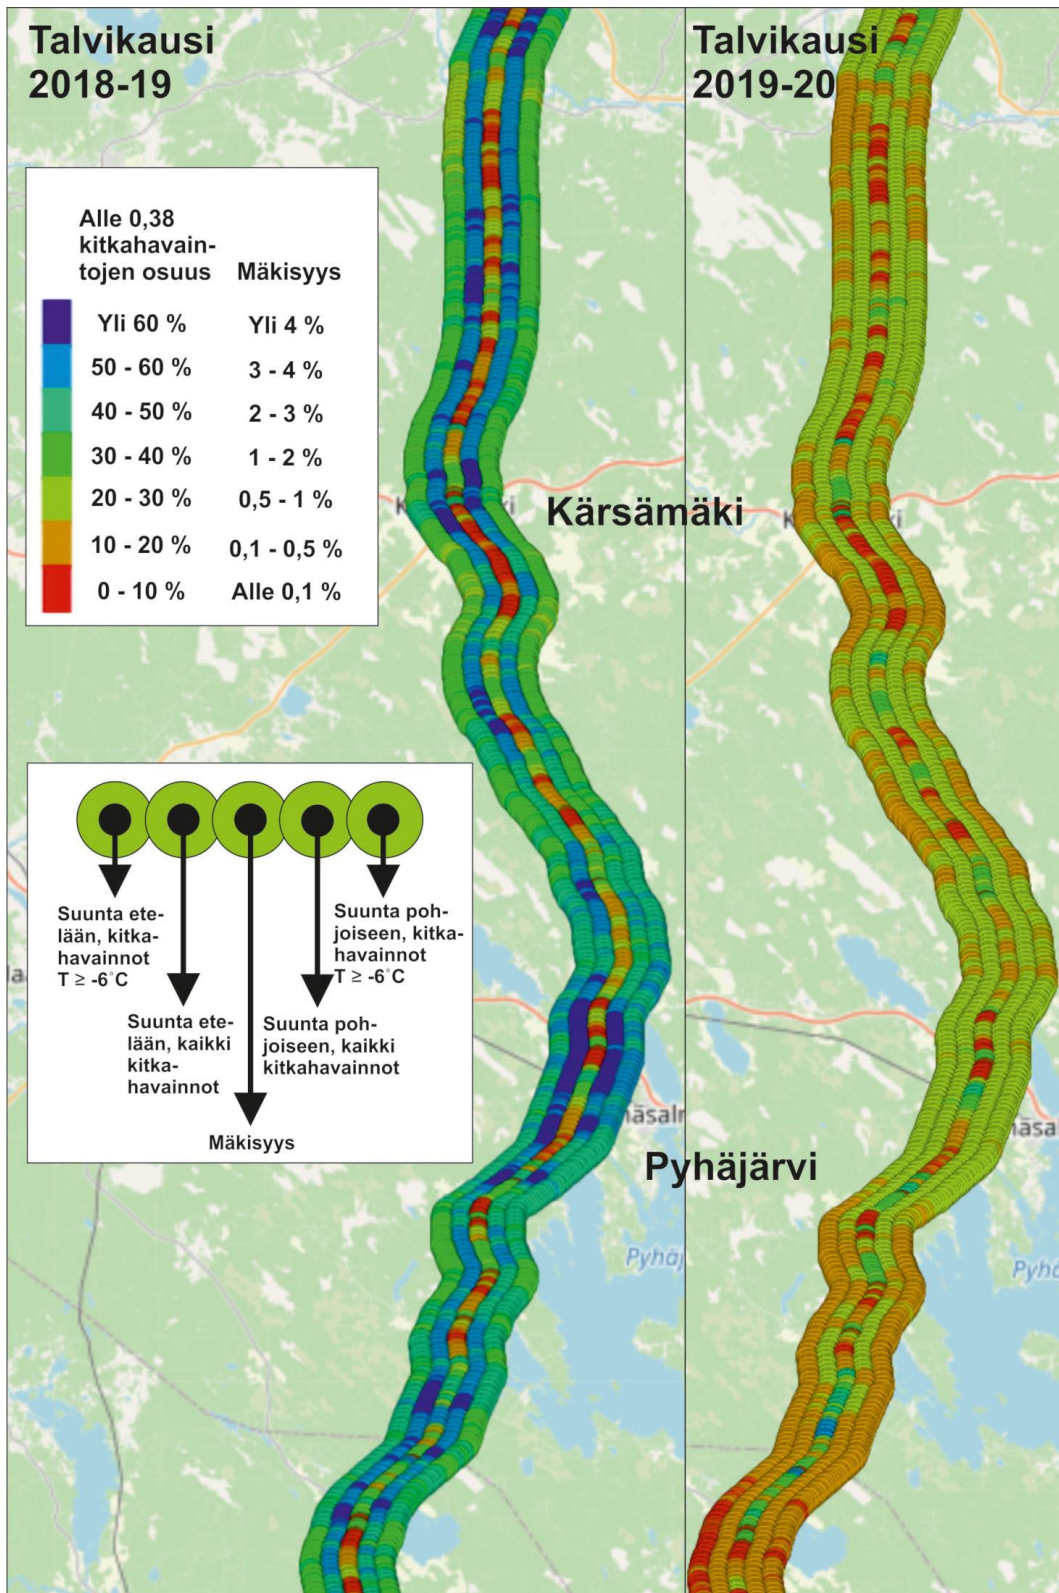 Talvikausi
2018-19
Talvikausi
2019-20
Alle 0,38
kitkahavain-
tojen osuus
Mäkisyys
Yli 60 %
Yli 4 %
50 - 60 %
3 - 4 %
40 - 50 %
2 - 3 %
30 - 40 %
1 - 2 %
20 - 30 %
0,5 - 1 %
10 - 20 %
0,1 - 0,5 %
0 - 10 %
Alle 0,1 %
Kärsämäki
Suunta ete-
lään, kitka-
havainnot
T ≥ -6°C
Suunta poh-
joiseen, kitka-
havainnot
T ≥ -6°C
Suunta ete-
lään, kaikki
kitka-
havainnot
Suunta poh-
joiseen, kaikki
kitkahavainnot
Mäkisyys
Pyhäjärvi
Pyhäj
Pyhä